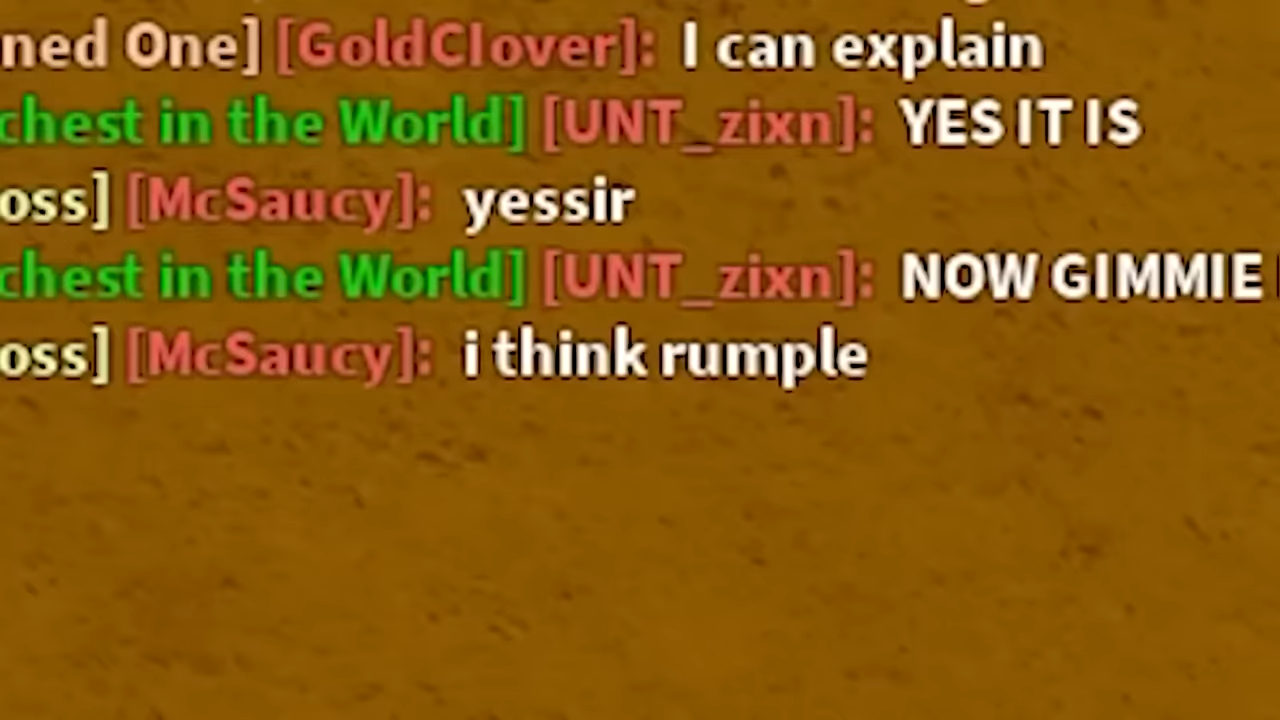 ned One] [GoldCIover]: I can explain
chest in the World] [UNT_zixn]: YES IT IS
oss] [McSaucy]: yessir
chest in the World] [UNT_zixn]: NOW GIMMIE
oss] [McSaucy]: i think rumple